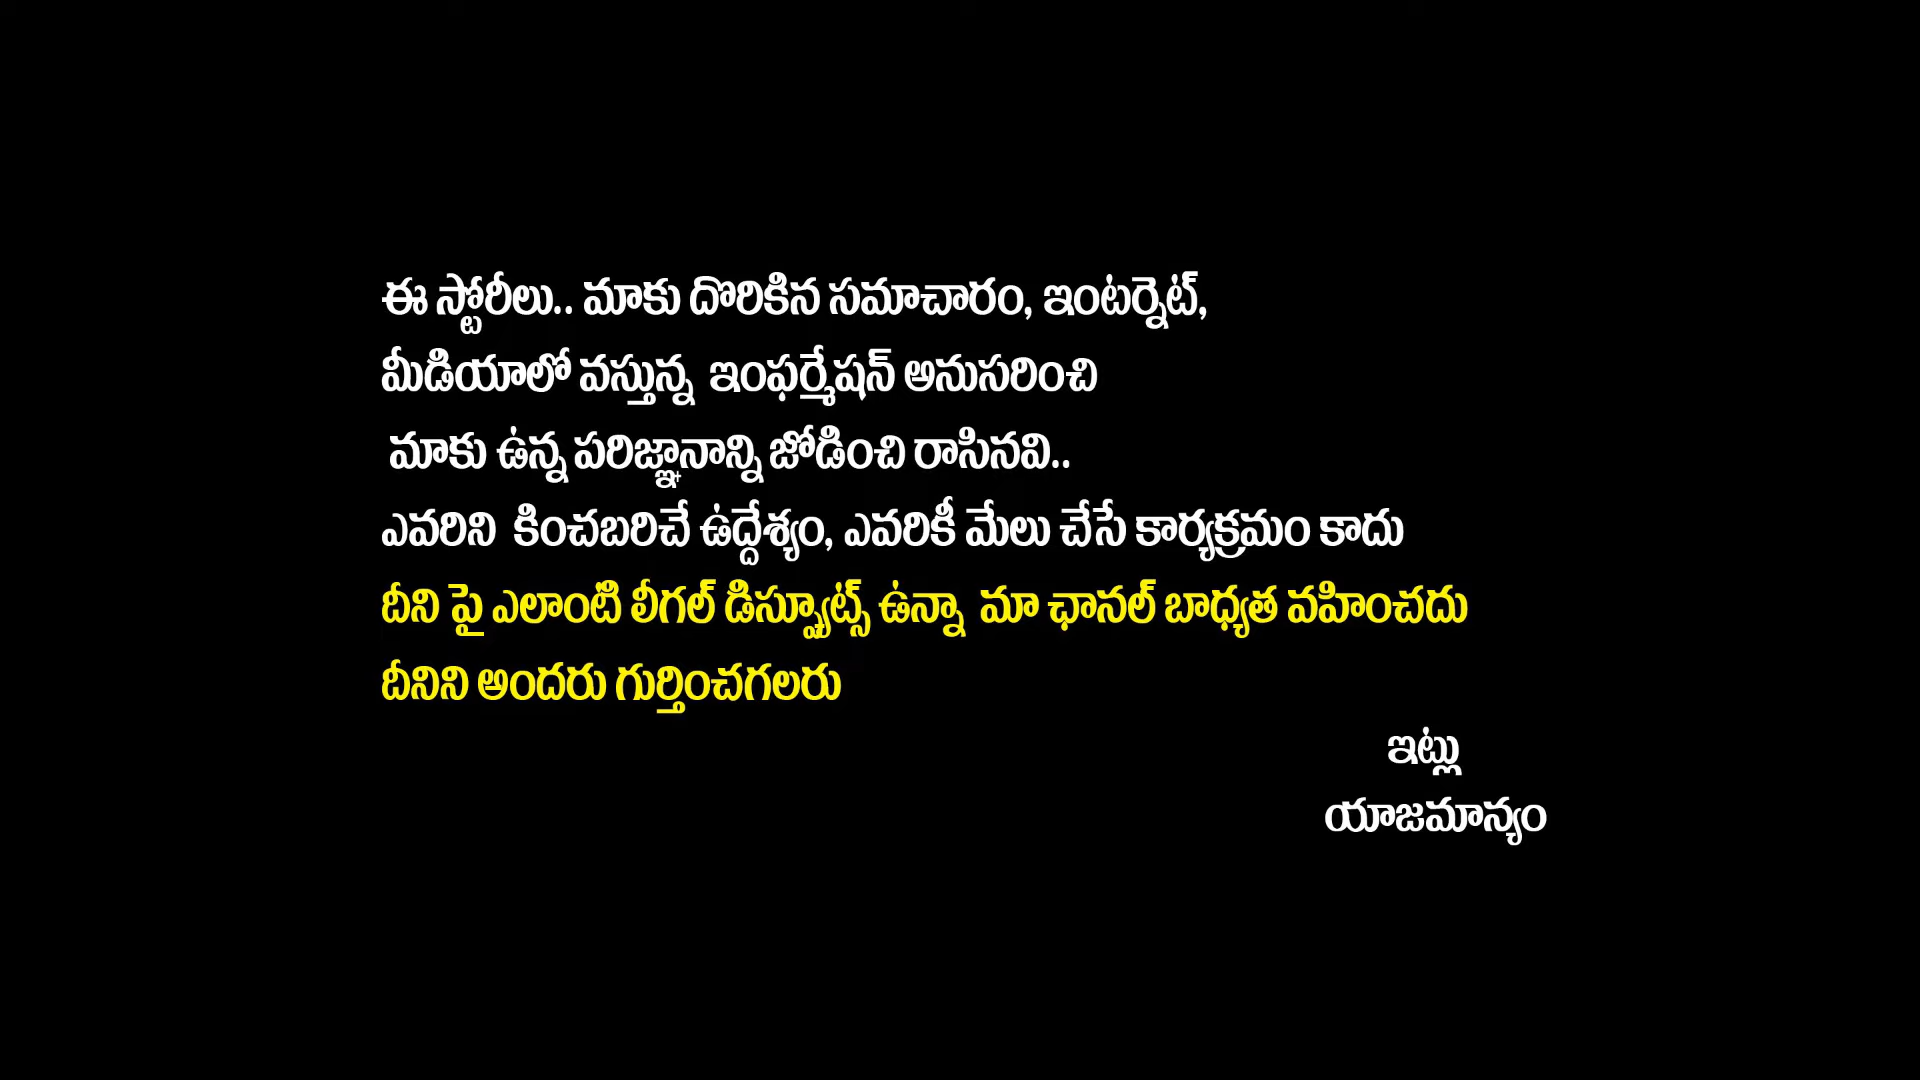 ఈ స్టోరీలు.. మాకు దొరికిన సమాచారం, ఇంటర్నెట్,
మీడియాలో వస్తున్న ఇంఫర్మేషన్ అనుసరించి
మాకు ఉన్న పరిజ్ఞానాన్ని జోడించి రాసినవి..
ఎవరిని కించబరిచే ఉద్దేశ్యం, ఎవరికీ మేలు చేసే కార్యక్రమం కాదు
దీని పై ఎలాంటి లీగల్ డిస్ప్యూట్స్ ఉన్నా మా ఛానల్ బాధ్యత వహించదు
దీనిని అందరు గుర్తించగలరు
ఇట్లు
యాజమాన్యం